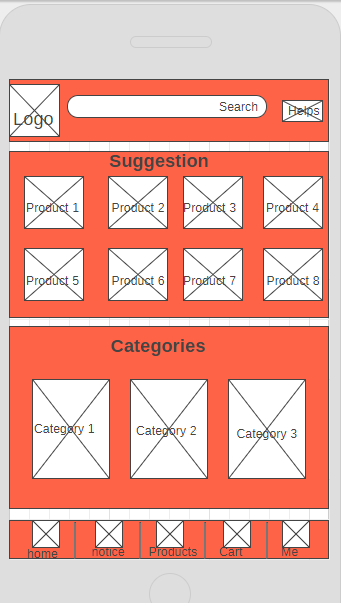 Logo
Search
Helps
Suggestion
Product 1
Product 2
Product 3
Product 4
Product 5
Product 6
Product 7
Product 8
Categories
Category 1
Category 2
Category 3
home
notice
Products
Cart
Me